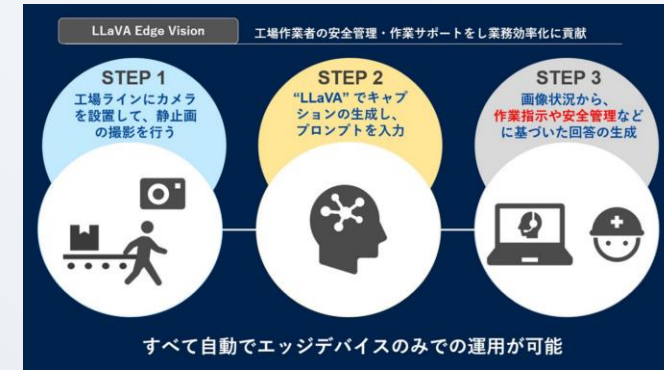 LLaVA Edge Vision
工場作業者の安全管理・作業サポートをし業務効率化に貢献
STEP 1
工場ラインにカメラ
を設置して、静止画
の撮影を行う
STEP 2
“LLaVA” でキャプ
ションの生成し、
プロンプトを入力
STEP 3
画像状況から、
作業指示や安全管理など
に基づいた回答の生成
すべて自動でエッジデバイスのみでの運用が可能